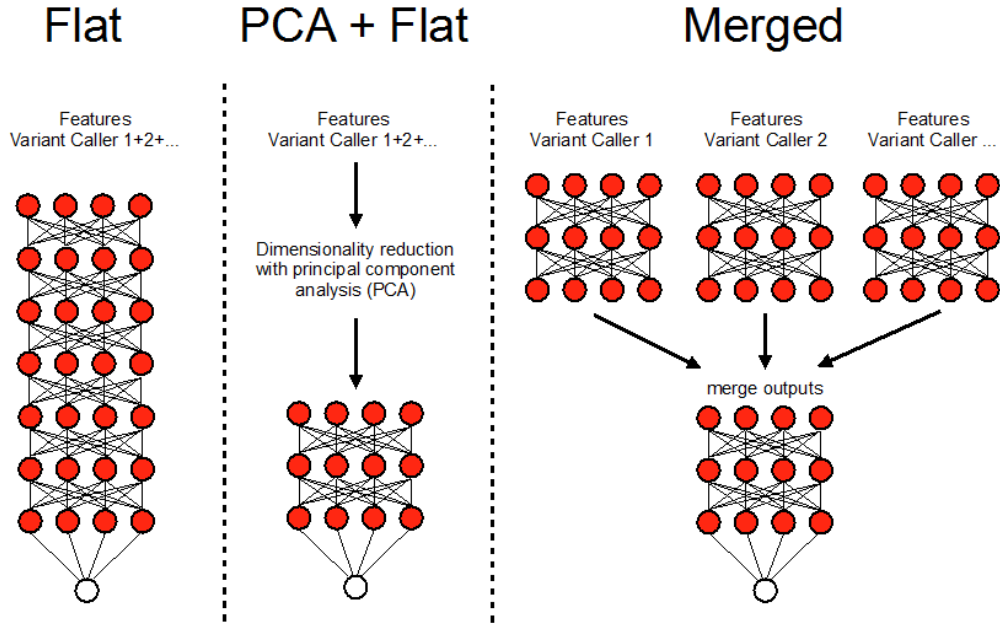 Flat
PCA + Flat
Merged
Features
Variant Caller 1+2+...
Features
Variant Caller 1+2+...
Features
Variant Caller 1
Features
Variant Caller 2
Features
Variant Caller ...
Dimensionality reduction
with principal component
analysis (PCA)
merge outputs